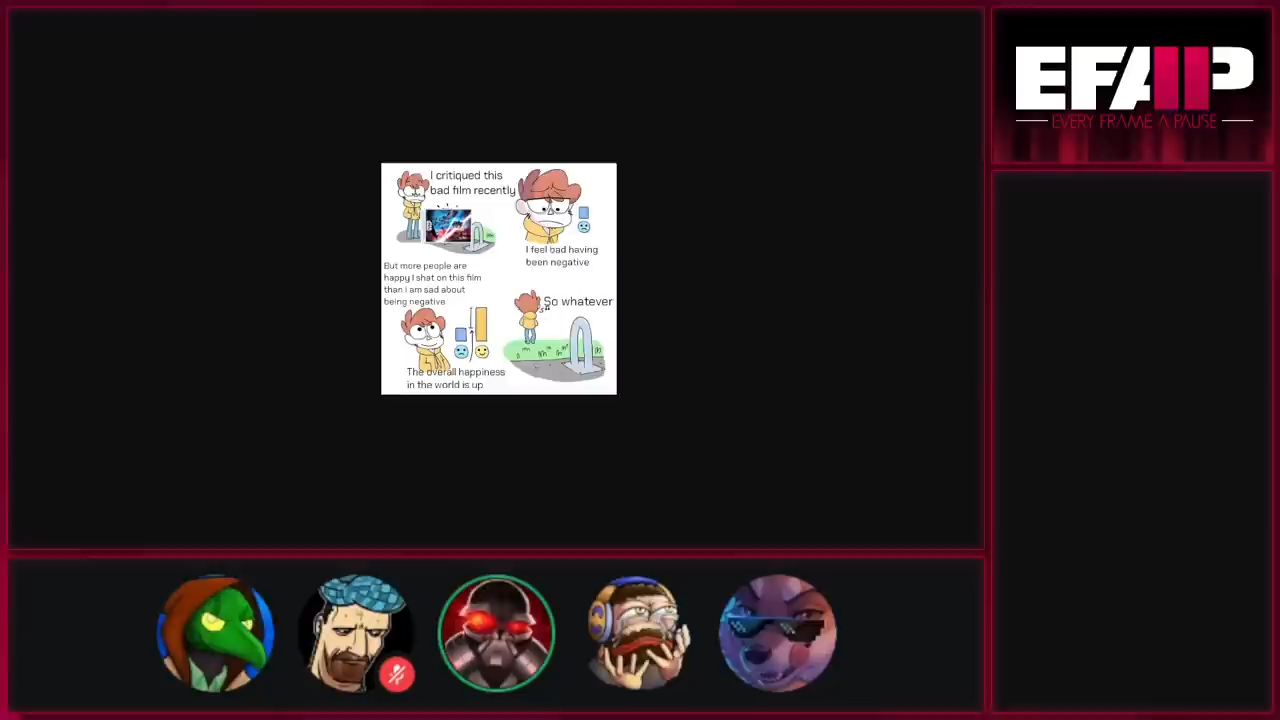 I critiqued this
bad film recently
I feel bad having
been negative
But more people are
happy I shat on this film
than I am sad about
being negative
The overall happiness
in the world is up
So whatever
EFAP
EVERY FRAME A PAUSE